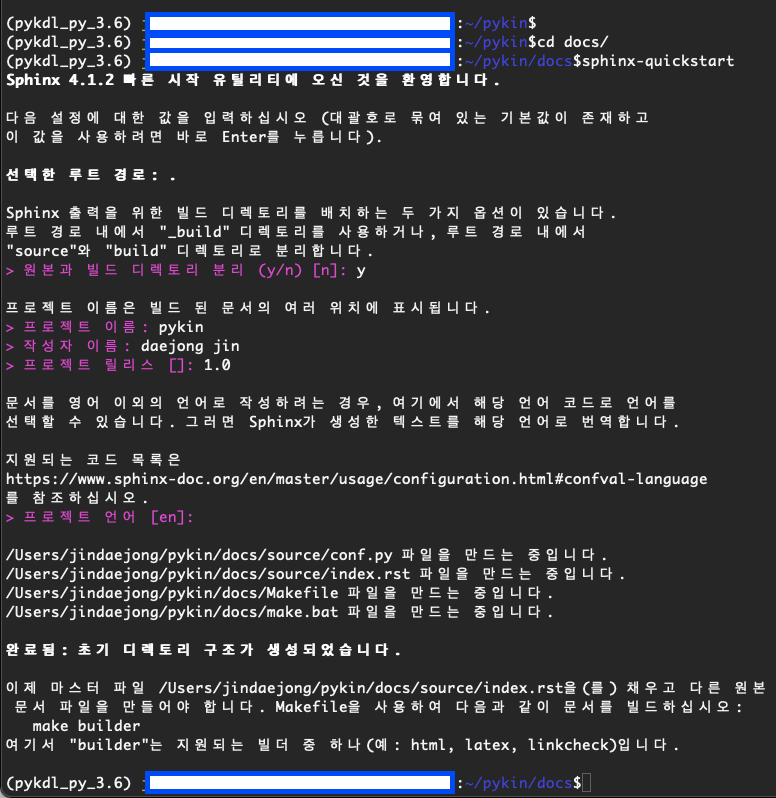 (pykdl_py_3.6) :~/pykin$
(pykdl_py_3.6) :~/pykin$cd docs/
(pykdl_py_3.6) :~/pykin/docs$sphinx-quickstart
Sphinx 4.1.2 빠른 시작 유틸리티에 오신 것을 환영합니다.
다음 설정에 대한 값을 입력하십시오 (대괄호로 묶여 있는 기본값이 존재하고
이 값을 사용하려면 바로 Enter를 누릅니다).
선택한 루트 경로: .
Sphinx 출력을 위한 빌드 디렉토리를 배치하는 두 가지 옵션이 있습니다.
루트 경로 내에서 "_build" 디렉토리를 사용하거나, 루트 경로 내에서
"source"와 "build" 디렉토리로 분리합니다.
> 원본과 빌드 디렉토리 분리 (y/n) [n]: y
프로젝트 이름은 빌드 된 문서의 여러 위치에 표시됩니다.
> 프로젝트 이름: pykin
> 작성자 이름: daejong jin
> 프로젝트 릴리스 []: 1.0
문서를 영어 이외의 언어로 작성하려는 경우, 여기에서 해당 언어 코드로 언어를
선택할 수 있습니다. 그러면 Sphinx가 생성한 텍스트를 해당 언어로 번역합니다.
지원되는 코드 목록은
https://www.sphinx-doc.org/en/master/usage/configuration.html#confval-language
를 참조하십시오.
> 프로젝트 언어 [en]:
/Users/jindaejong/pykin/docs/source/conf.py 파일을 만드는 중입니다.
/Users/jindaejong/pykin/docs/source/index.rst 파일을 만드는 중입니다.
/Users/jindaejong/pykin/docs/Makefile 파일을 만드는 중입니다.
/Users/jindaejong/pykin/docs/make.bat 파일을 만드는 중입니다.
완료됨: 초기 디렉토리 구조가 생성되었습니다.
이제 마스터 파일 /Users/jindaejong/pykin/docs/source/index.rst을(를) 채우고 다른 원본
문서 파일을 만들어야 합니다. Makefile을 사용하여 다음과 같이 문서를 빌드하십시오:
make builder
여기서 "builder"는 지원되는 빌더 중 하나(예: html, latex, linkcheck)입니다.
(pykdl_py_3.6) :~/pykin/docs$